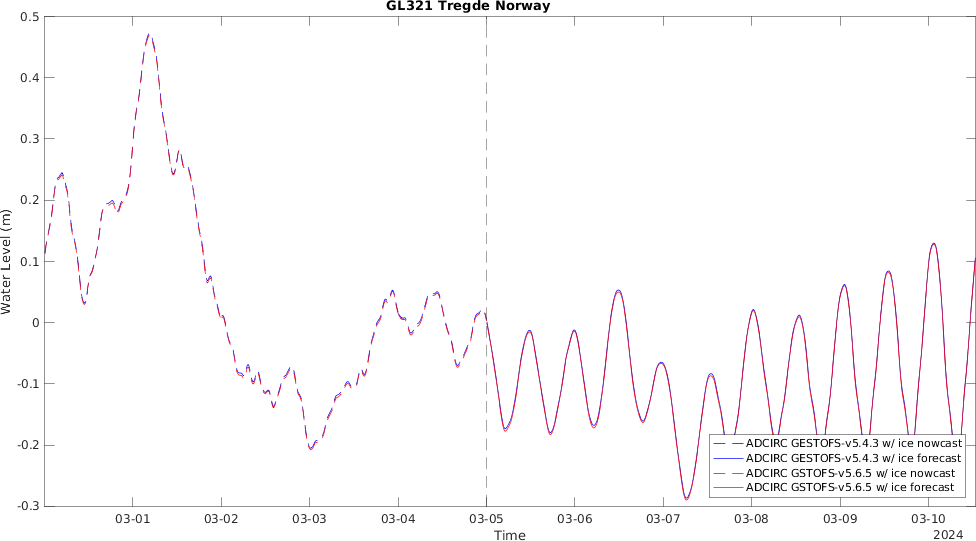 GL321 Tregde Norway
0.5
0.4
0.3
0.2
0.1
0
-0.1
-0.2
-0.3
Water Level (m)
03-01 03-02 03-03 03-04 03-05 03-06 03-07 03-08 03-09 03-10
Time
2024
ADCIRC GESTOFS-v5.4.3 w/ ice nowcast
ADCIRC GESTOFS-v5.4.3 w/ ice forecast
ADCIRC GSTOFS-v5.6.5 w/ ice nowcast
ADCIRC GSTOFS-v5.6.5 w/ ice forecast